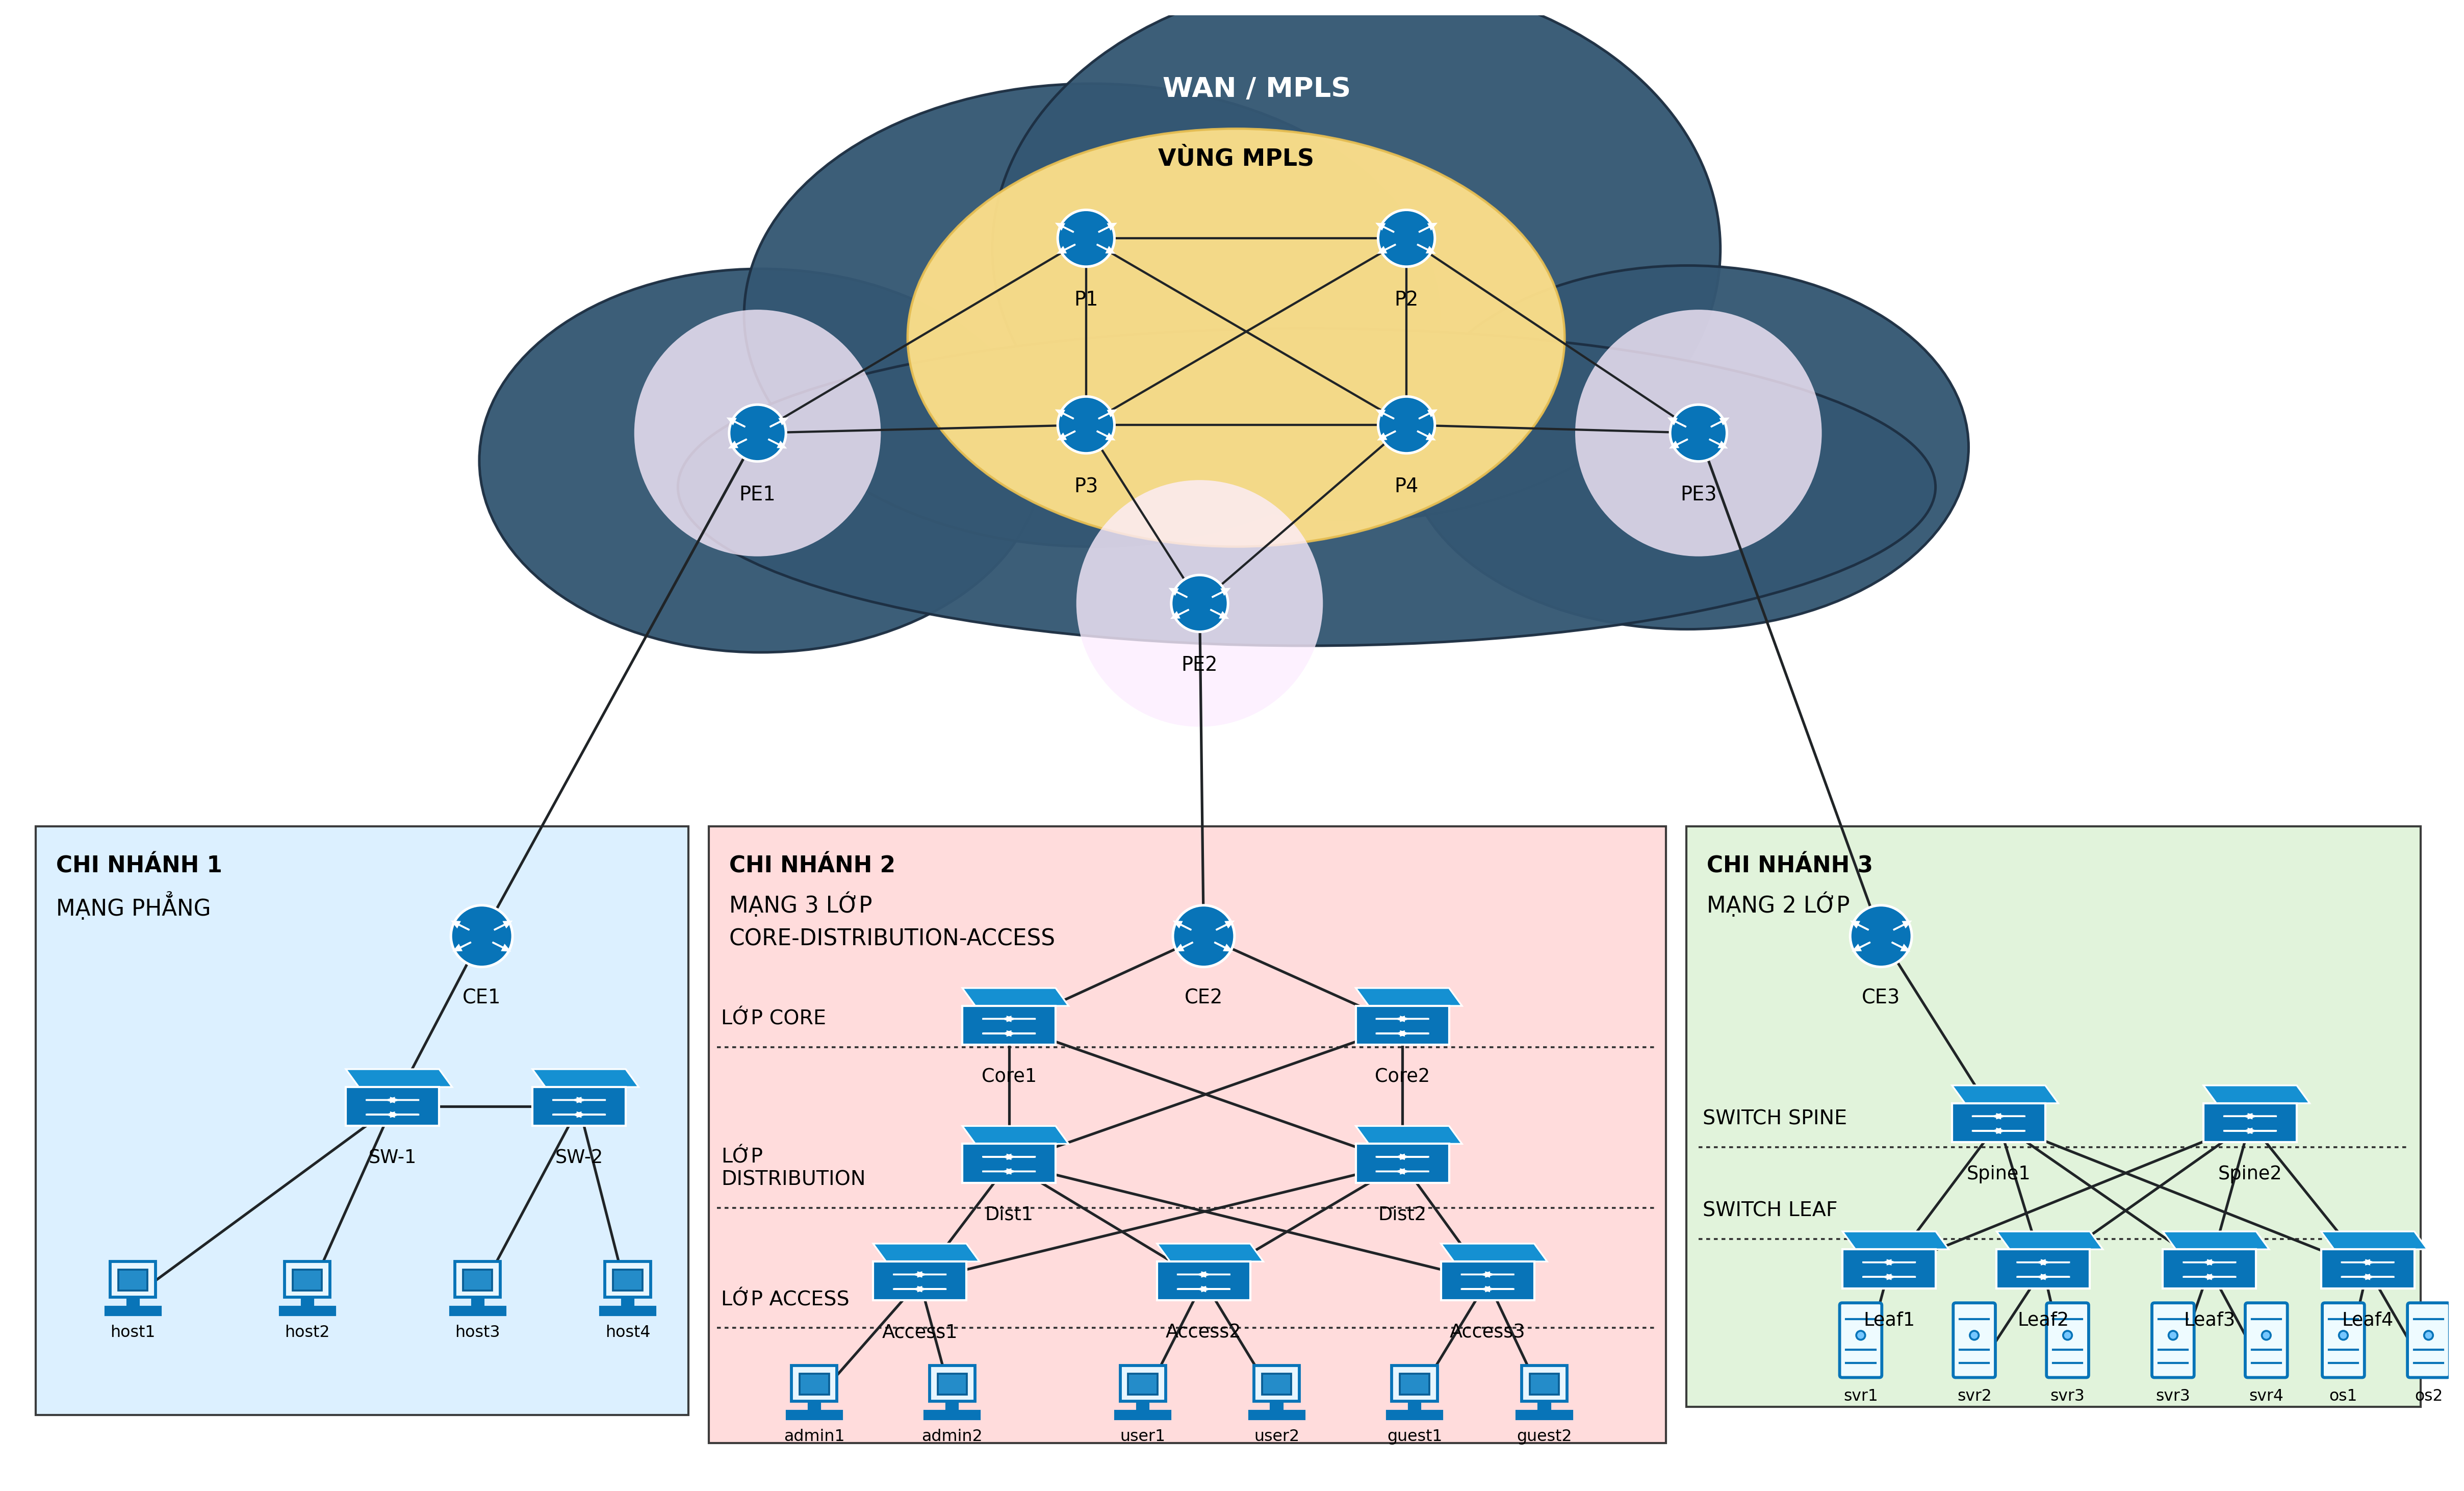 WAN / MPLS
VÙNG MPLS
P1
P2
P3
P4
PE1
PE3
PE2
CHI NHÁNH 1
MẠNG PHẲNG
CE1
SW-1
SW-2
host1
host2
host3
host4
CHI NHÁNH 2
MẠNG 3 LỚP
CORE-DISTRIBUTION-ACCESS
CE2
LỚP CORE
Core1
Core2
LỚP
DISTRIBUTION
Dist1
Dist2
LỚP ACCESS
Access1
Access2
Access3
admin1
admin2
user1
user2
guest1
guest2
CHI NHÁNH 3
MẠNG 2 LỚP
CE3
SWITCH SPINE
Spine1
Spine2
SWITCH LEAF
Leaf1
Leaf2
Leaf3
Leaf4
svr1
svr2
svr3
svr3
svr4
os1
os2